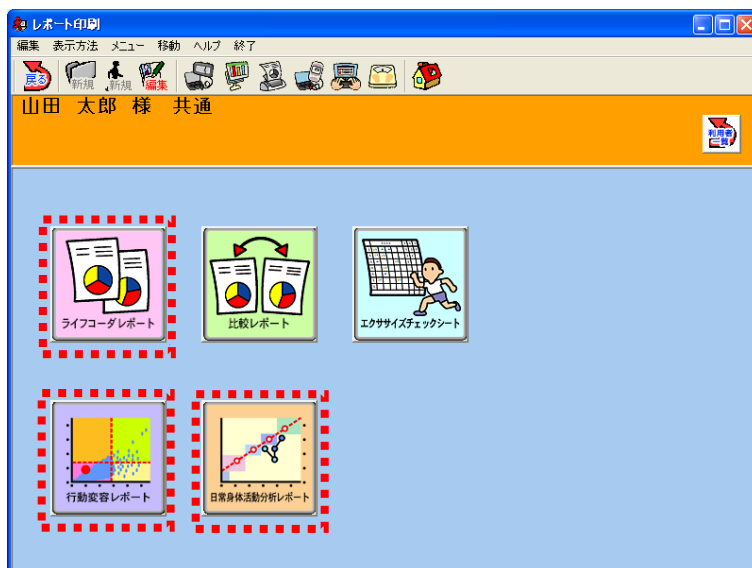 レポート印刷
編集 表示方法 メニュー 移動 ヘルプ 終了
戻る 新規 新規 編集
山田 太郎 様 共通
利用者
一覧
ライフコーダレポート 比較レポート エクササイズチェックシート
行動変容レポート 日常身体活動分析レポート